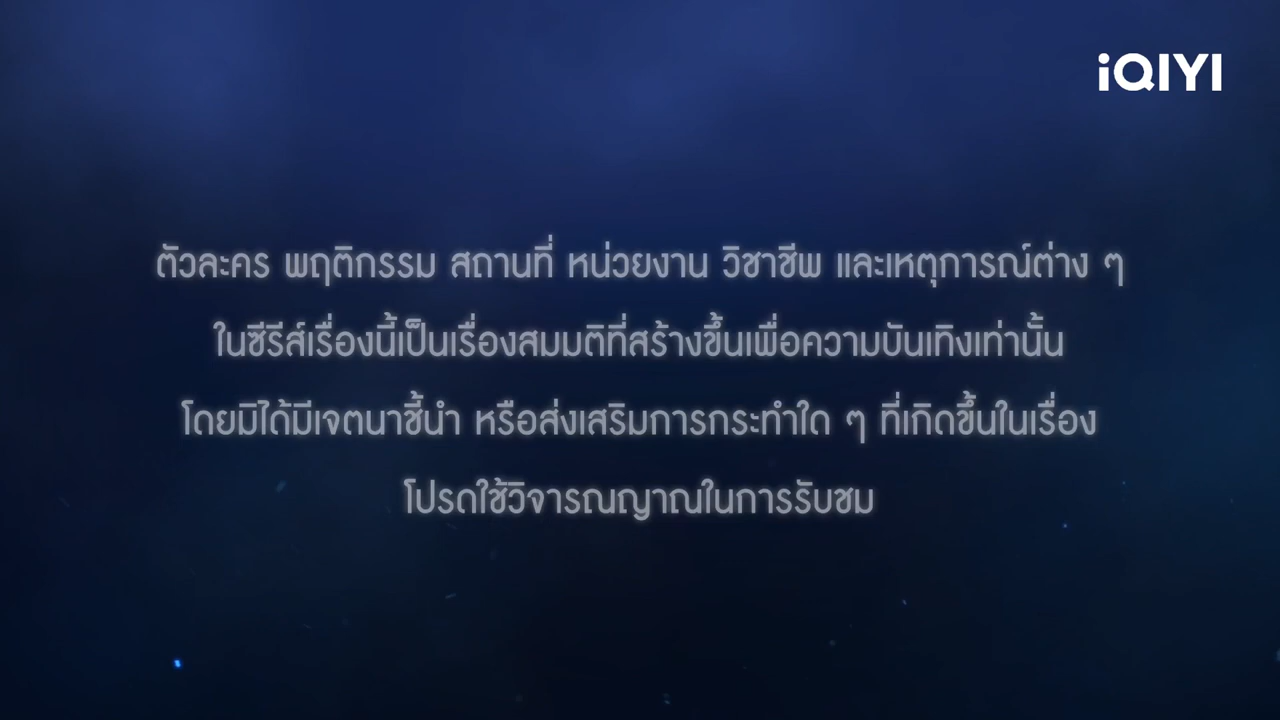 iQIYI
ตัวละคร พฤติกรรม สถานที่ หน่วยงาน วิชาชีพ และเหตุการณ์ต่าง ๆ
ในซีรีส์เรื่องนี้เป็นเรื่องสมมติที่สร้างขึ้นเพื่อความบันเทิงเท่านั้น
โดยมิได้มีเจตนาชี้นำ หรือส่งเสริมการกระทำใด ๆ ที่เกิดขึ้นในเรื่อง
โปรดใช้วิจารณญาณในการรับชม